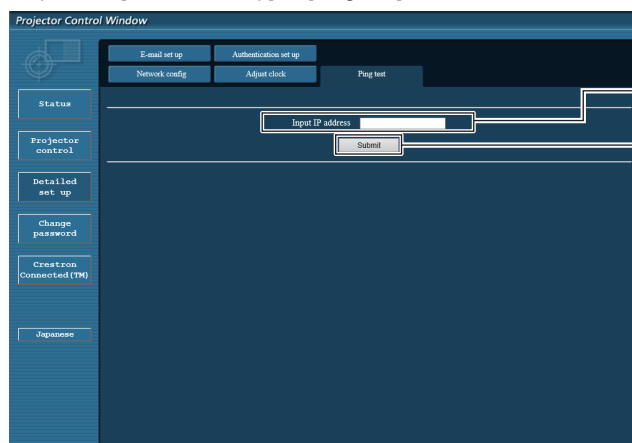 Projector Control Window
E-mail set up
Authentication set up
Network config
Adjust clock
Ping test
Status
Input IP address
Submit
Projector
control
Detailed
set up
Change
password
Crestron
Connected(TM)
Japanese